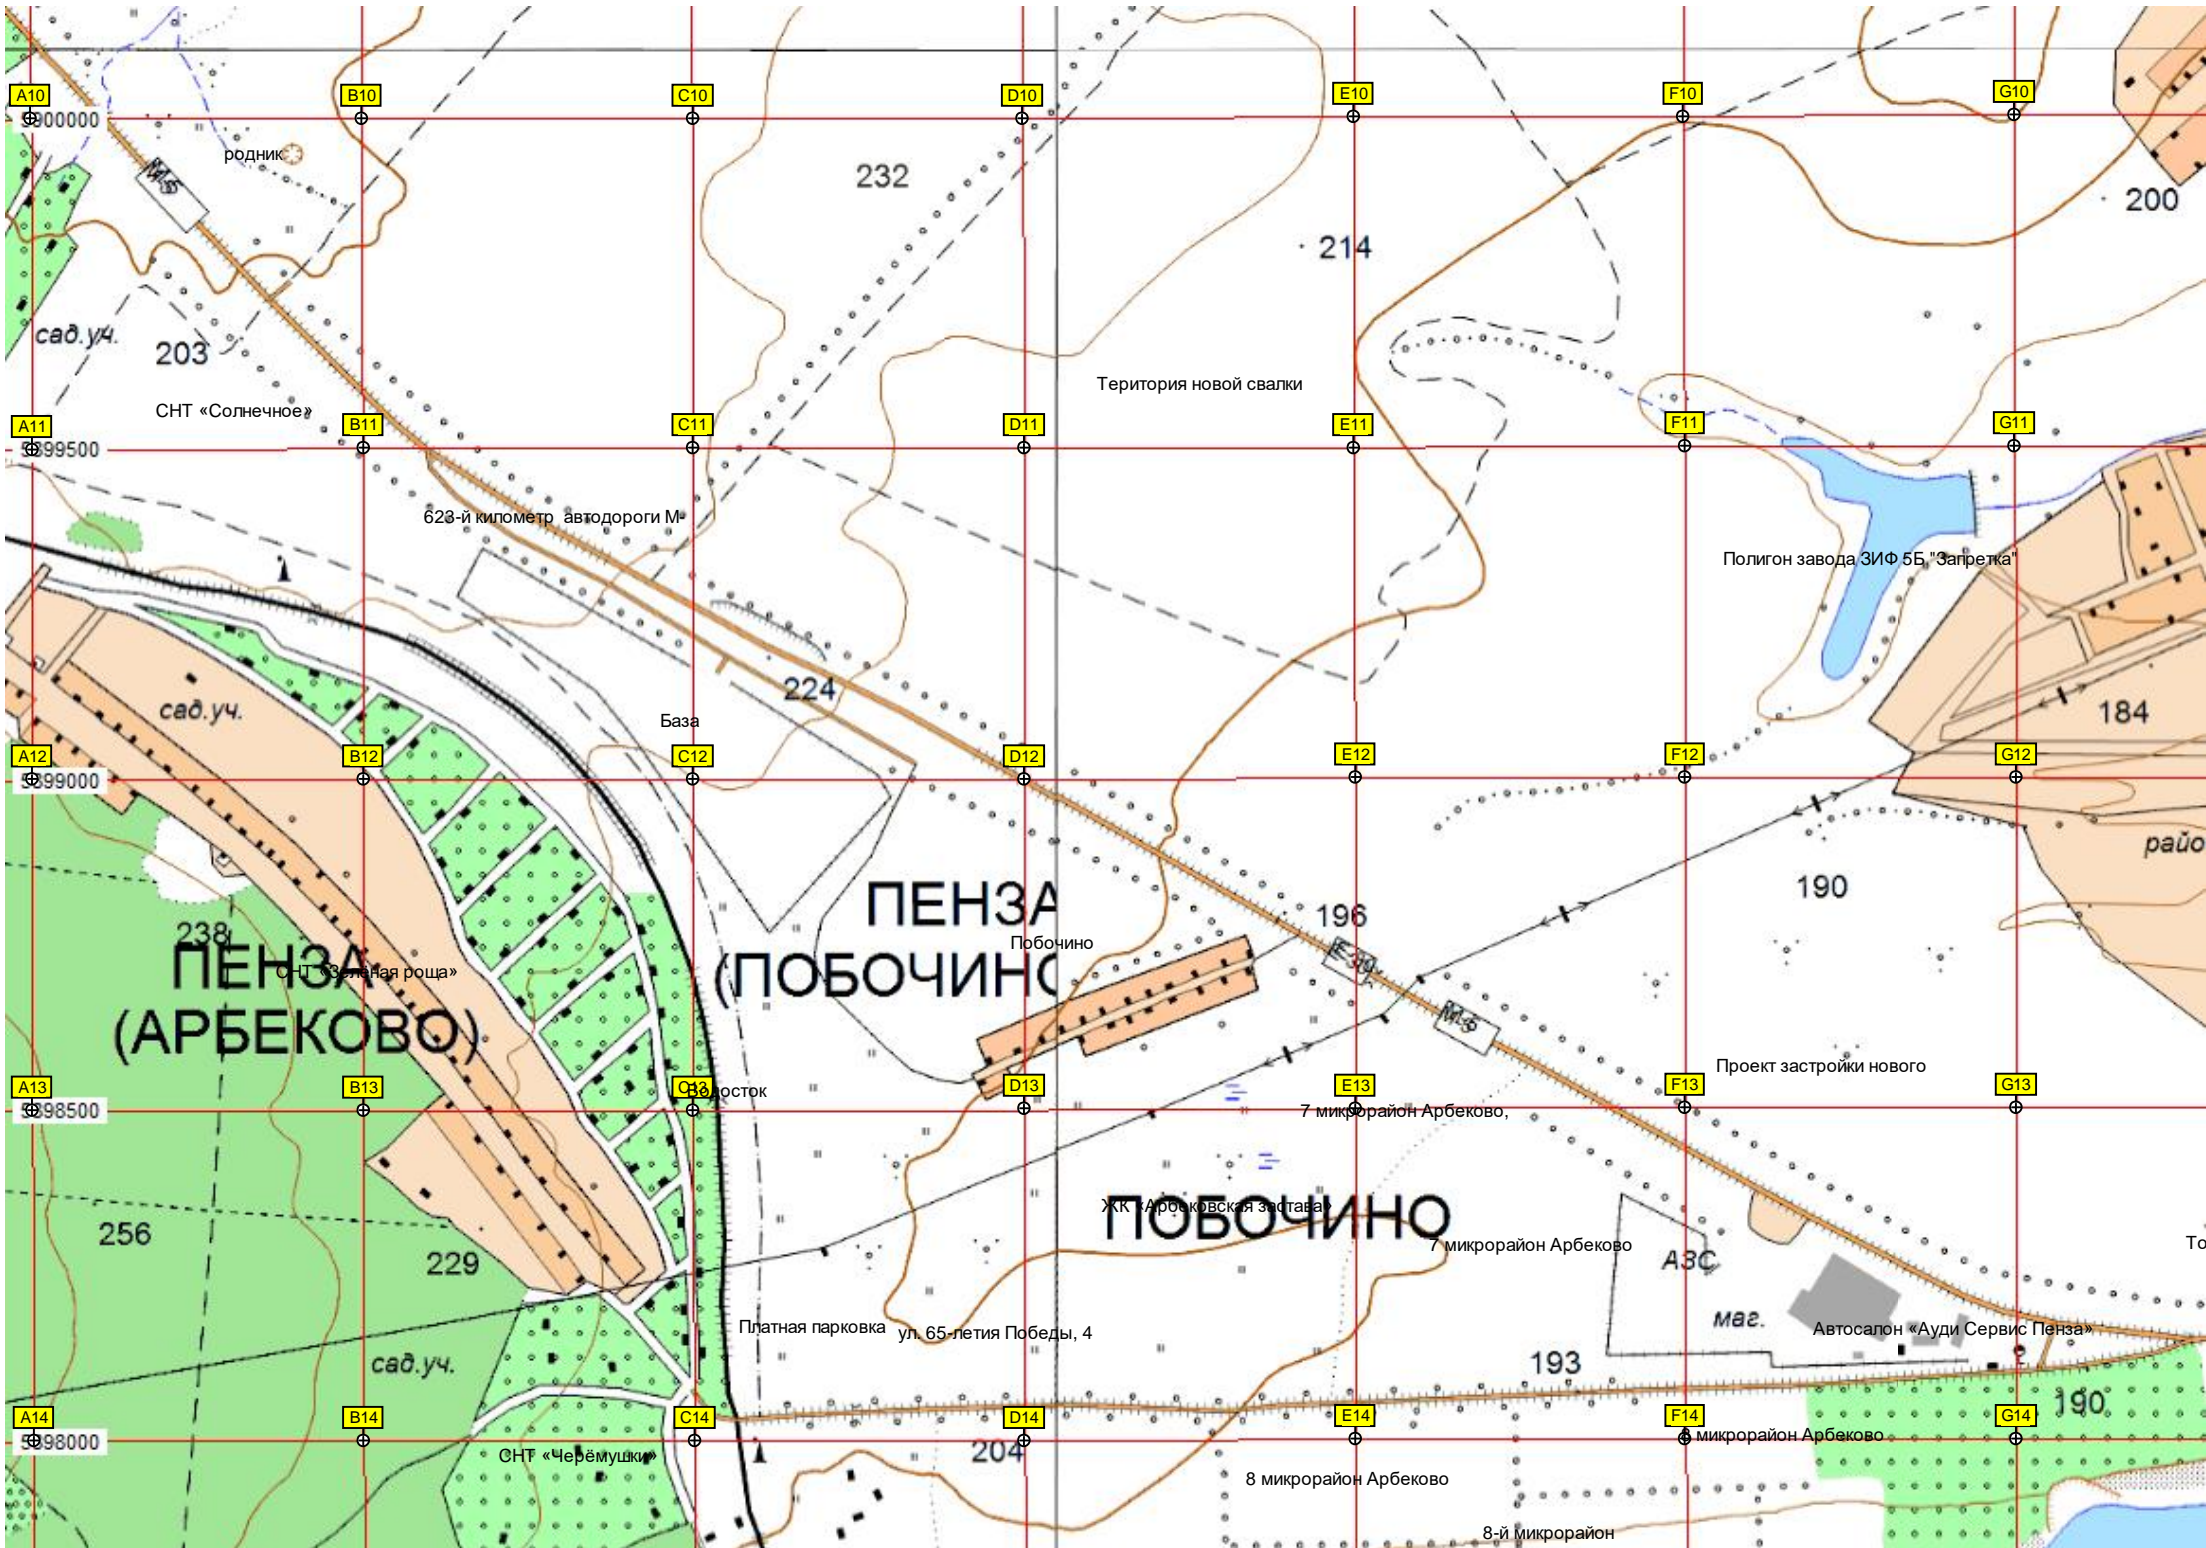 A10
B10
C10
D10
E10
F10
G10
5900000
родник
М-5
232
200
214
сад.уч.
203
Територия новой свалки
СНТ «Солнечное»
A11
B11
C11
D11
E11
F11
G11
5899500
623-й километр автодороги М-
Полигон завода ЗИФ 5Б,"Запретка"
224
сад.уч.
База
184
A12
B12
C12
D12
E12
F12
G12
5899000
райо
190
ПЕНЗА
196
238
Побочино
ПЕНЗА
СНТ «Зелёная роща»
(ПОБОЧИНО
Е-30
М-5
(АРБЕКОВО)
Проект застройки нового
A13
B13
C13
Водосток
D13
E13
F13
G13
5898500
7 микрорайон Арбеково,
ЖК «Арбековская застава»
ПОБОЧИНО
256
229
7 микрорайон Арбеково
То
АЗС
маг.
Платная парковка
ул. 65-летия Победы, 4
Автосалон «Ауди Сервис Пенза»
сад.уч.
193
190
A14
B14
C14
D14
E14
F14
G14
5898000
8 микрорайон Арбеково
СНТ «Черёмушки»
204
8 микрорайон Арбеково
8-й микрорайон